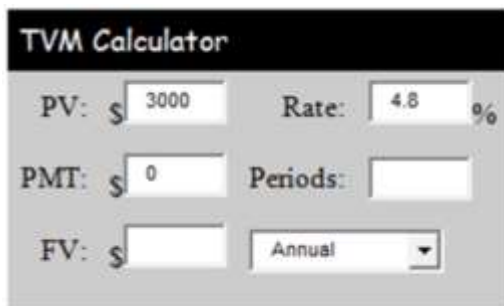 TVM Calculator
PV: $ 3000 Rate: 4.8 %
PMT: $ 0 Periods:
FV: $ Annual